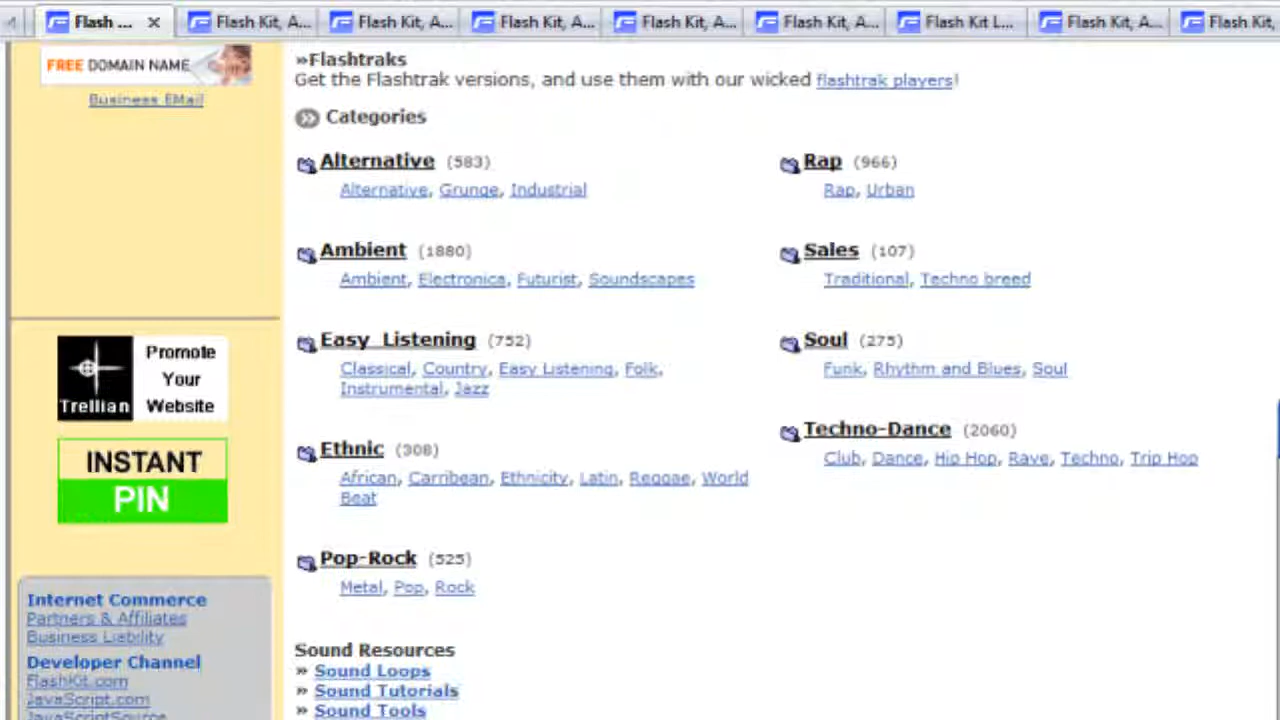 Flash ...
Flash Kit, A...
Flash Kit, A...
Flash Kit, A...
Flash Kit, A...
Flash Kit, A...
Flash Kit L...
Flash Kit, A...
Flash Kit,
FREE DOMAIN NAME
Business EMail
Trellian
Promote
Your
Website
INSTANT
PIN
Internet Commerce
Partners & Affiliates
Business Liability
Developer Channel
FlashKit.com
JavaScript.com
JavaScriptSource
»Flashtraks
Get the Flashtrak versions, and use them with our wicked flashtrak players!
Categories
Alternative (583)
Alternative, Grunge, Industrial
Ambient (1880)
Ambient, Electronica, Futurist, Soundscapes
Easy Listening (752)
Classical, Country, Easy Listening, Folk,
Instrumental, Jazz
Ethnic (308)
African, Carribean, Ethnicity, Latin, Reggae, World
Beat
Pop-Rock (525)
Metal, Pop, Rock
Rap (966)
Rap, Urban
Sales (107)
Traditional, Techno breed
Soul (275)
Funk, Rhythm and Blues, Soul
Techno-Dance (2060)
Club, Dance, Hip Hop, Rave, Techno, Trip Hop
Sound Resources
» Sound Loops
» Sound Tutorials
» Sound Tools